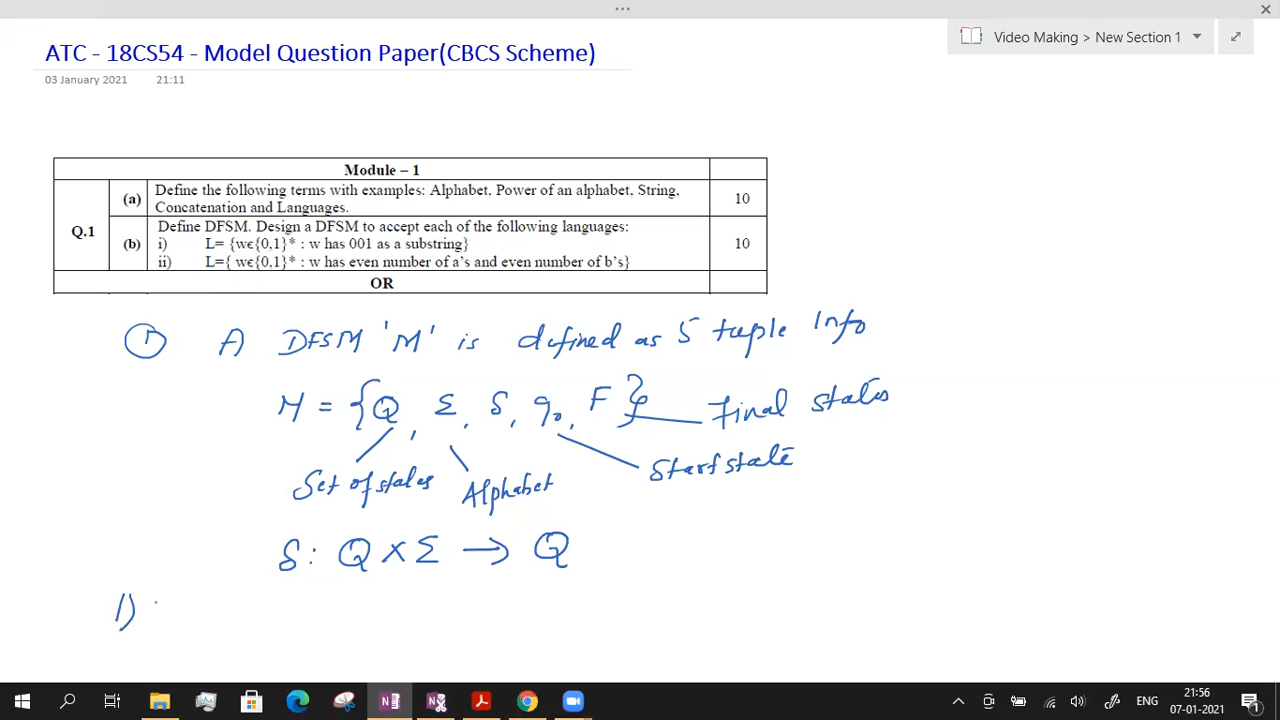 ATC - 18CS54 - Model Question Paper(CBCS Scheme)
03 January 2021 21:11
Video Making > New Section 1
Module – 1
Q.1 (a) Define the following terms with examples: Alphabet, Power of an alphabet, String, Concatenation and Languages. 10
(b) Define DFSM. Design a DFSM to accept each of the following languages: 10
i) L= {wϵ{0,1}* : w has 001 as a substring}
ii) L={ wϵ{0,1}* : w has even number of a's and even number of b's}
OR
1 A DFSM 'M' is defined as 5 tuple Info
M = {Q, Σ, δ, q0, F} Final states
Set of states Alphabet Start state
δ: Q X Σ → Q
1)
ENG 21:56
07-01-2021